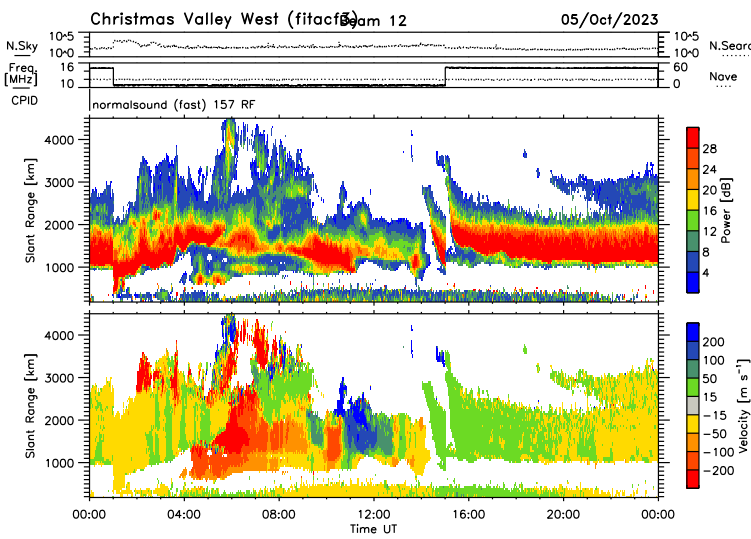 Christmas Valley West (fitacf3) Beam 12 05/Oct/2023
N.Sky 10^5 10^0 10^5 10^0 N.Searc
Freq [MHz] 16 10 60 0 Nave
CPID normalsound (fast) 157 RF
Slant Range [km] 4000 3000 2000 1000
Power [dB] 28 24 20 16 12 8 4
Slant Range [km] 4000 3000 2000 1000
Velocity [m s⁻¹] 200 100 50 15 −15 −50 −100 −200
00:00 04:00 08:00 12:00 16:00 20:00 00:00
Time UT